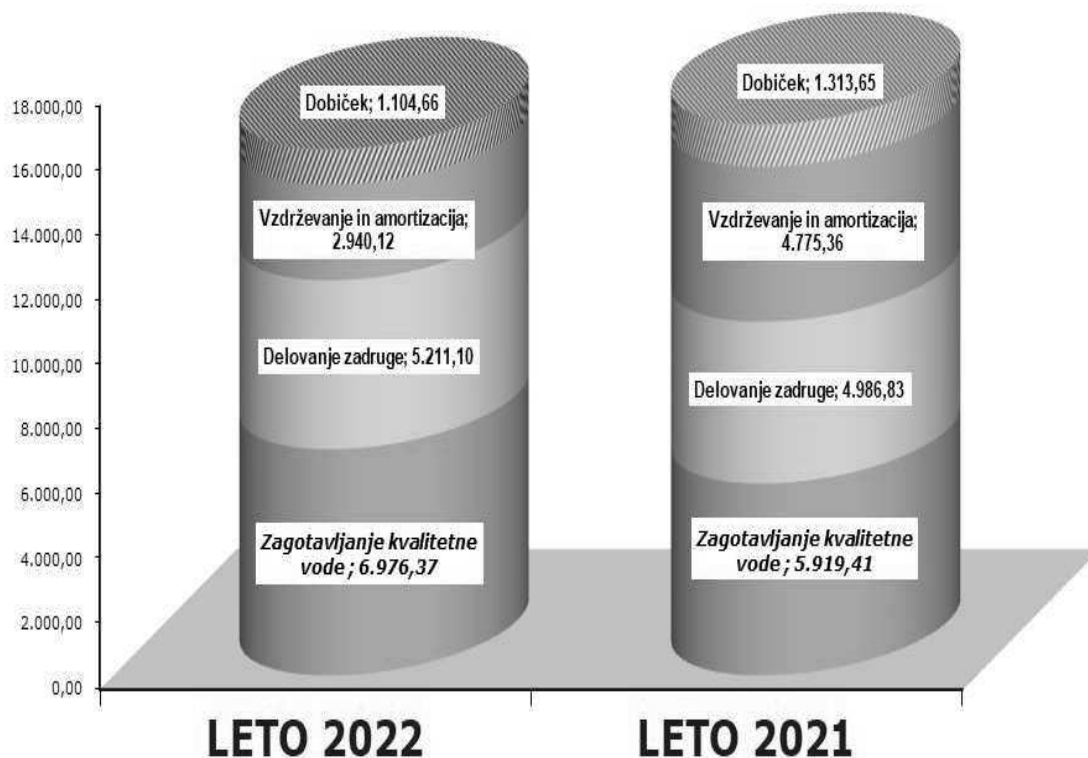 18.000,00
16.000,00
14.000,00
12.000,00
10.000,00
8.000,00
6.000,00
4.000,00
2.000,00
0,00
Dobiček; 1.104,66
Vzdrževanje in amortizacija;
2.940,12
Delovanje zadruge; 5.211,10
Zagotavljanje kvalitetne
vode ; 6.976,37
LETO 2022
Dobiček; 1.313,65
Vzdrževanje in amortizacija;
4.775,36
Delovanje zadruge; 4.986,83
Zagotavljanje kvalitetne
vode ; 5.919,41
LETO 2021